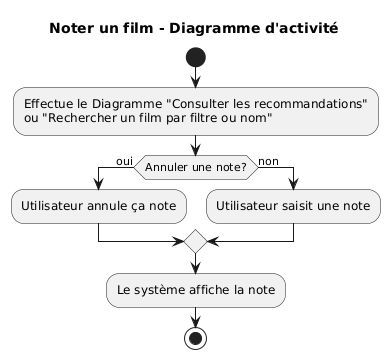 Noter un film - Diagramme d'activité
Effectue le Diagramme "Consulter les recommandations"
ou "Rechercher un film par filtre ou nom"
oui
Annuler une note?
non
Utilisateur annule ça note
Utilisateur saisit une note
Le système affiche la note